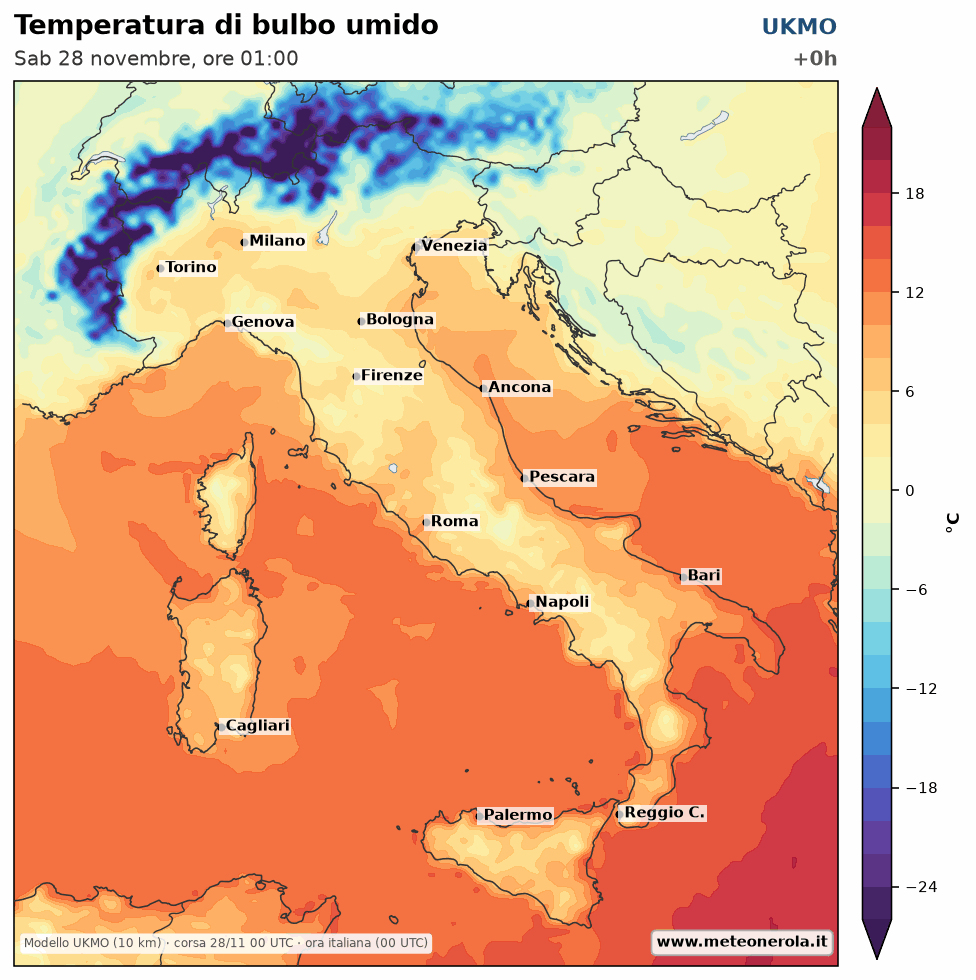 Temperatura di bulbo umido
UKMO
Sab 28 novembre, ore 01:00
+0h
Milano
Venezia
Torino
Genova
Bologna
Firenze
Ancona
Pescara
Roma
Bari
Napoli
Cagliari
Palermo
Reggio C.
18
12
6
0
−6
−12
−18
−24
°C
Modello UKMO (10 km) · corsa 28/11 00 UTC · ora italiana (00 UTC)
www.meteonerola.it